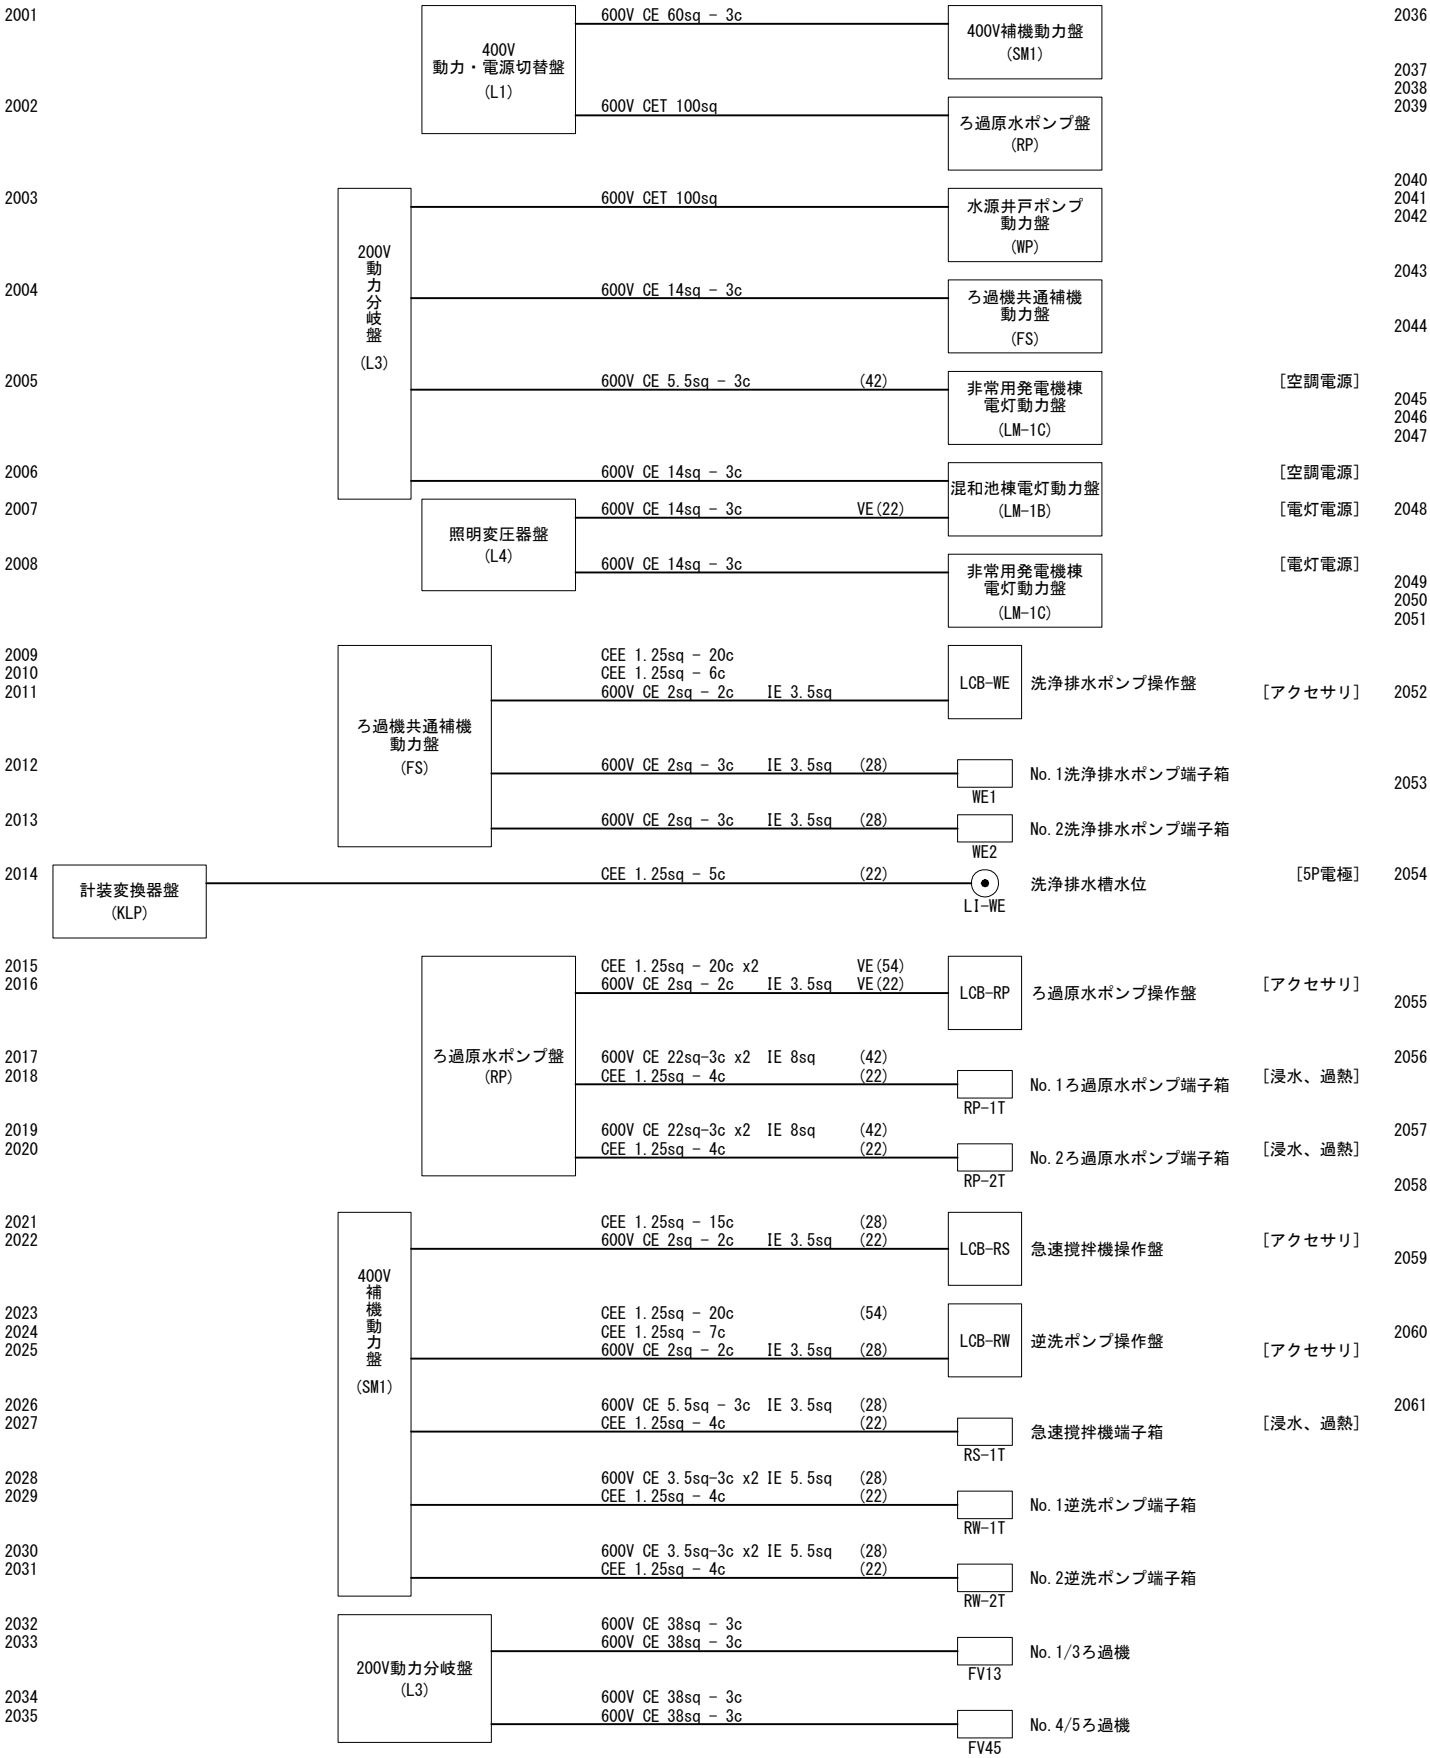 2001 600V CE 60sq － 3c 2036
400V補機動力盤
(SM1)
400V
動力・電源切替盤
(L1)
2037
2038
2002 600V CET 100sq 2039
ろ過原水ポンプ盤
(RP)
2040
2003 600V CET 100sq 2041
水源井戸ポンプ
動力盤
(WP)
2042
200V
動
力
分
岐
盤
(L3)
2043
2004 600V CE 14sq － 3c
ろ過機共通補機
動力盤
(FS)
2044
2005 600V CE 5.5sq － 3c (42) [空調電源]
非常用発電機棟
電灯動力盤
(LM-1C)
2045
2046
2047
2006 600V CE 14sq － 3c [空調電源]
混和池棟電灯動力盤
(LM-1B)
2007 600V CE 14sq － 3c VE(22) [電灯電源] 2048
照明変圧器盤
(L4)
2008 600V CE 14sq － 3c [電灯電源]
非常用発電機棟
電灯動力盤
(LM-1C)
2049
2050
2051
2009 CEE 1.25sq － 20c
2010 CEE 1.25sq － 6c
2011 600V CE 2sq － 2c IE 3.5sq LCB-WE 洗浄排水ポンプ操作盤 [アクセサリ] 2052
ろ過機共通補機
動力盤
(FS)
2012 600V CE 2sq － 3c IE 3.5sq (28) No.1洗浄排水ポンプ端子箱
WE1
2053
2013 600V CE 2sq － 3c IE 3.5sq (28) No.2洗浄排水ポンプ端子箱
WE2
2014 CEE 1.25sq － 5c (22) 洗浄排水槽水位 [5P電極] 2054
計装変換器盤
(KLP)
LI-WE
2015 CEE 1.25sq － 20c x2 VE(54)
2016 600V CE 2sq － 2c IE 3.5sq VE(22) LCB-RP ろ過原水ポンプ操作盤 [アクセサリ]
2055
ろ過原水ポンプ盤
(RP)
2017 600V CE 22sq-3c x2 IE 8sq (42) 2056
2018 CEE 1.25sq － 4c (22) No.1ろ過原水ポンプ端子箱 [浸水、過熱]
RP-1T
2019 600V CE 22sq-3c x2 IE 8sq (42) 2057
2020 CEE 1.25sq － 4c (22) No.2ろ過原水ポンプ端子箱 [浸水、過熱]
RP-2T
2058
2021 CEE 1.25sq － 15c (28)
2022 600V CE 2sq － 2c IE 3.5sq (22) LCB-RS 急速撹拌機操作盤 [アクセサリ]
2059
400V
補
機
動
力
盤
(SM1)
2023 CEE 1.25sq － 20c (54)
2024 CEE 1.25sq － 7c 2060
2025 600V CE 2sq － 2c IE 3.5sq (28) LCB-RW 逆洗ポンプ操作盤 [アクセサリ]
2026 600V CE 5.5sq － 3c IE 3.5sq (28) 2061
2027 CEE 1.25sq － 4c (22) 急速撹拌機端子箱 [浸水、過熱]
RS-1T
2028 600V CE 3.5sq-3c x2 IE 5.5sq (28)
2029 CEE 1.25sq － 4c (22) No.1逆洗ポンプ端子箱
RW-1T
2030 600V CE 3.5sq-3c x2 IE 5.5sq (28)
2031 CEE 1.25sq － 4c (22) No.2逆洗ポンプ端子箱
RW-2T
2032 600V CE 38sq － 3c
2033 600V CE 38sq － 3c No.1/3ろ過機
FV13
200V動力分岐盤
(L3)
2034 600V CE 38sq － 3c
2035 600V CE 38sq － 3c No.4/5ろ過機
FV45